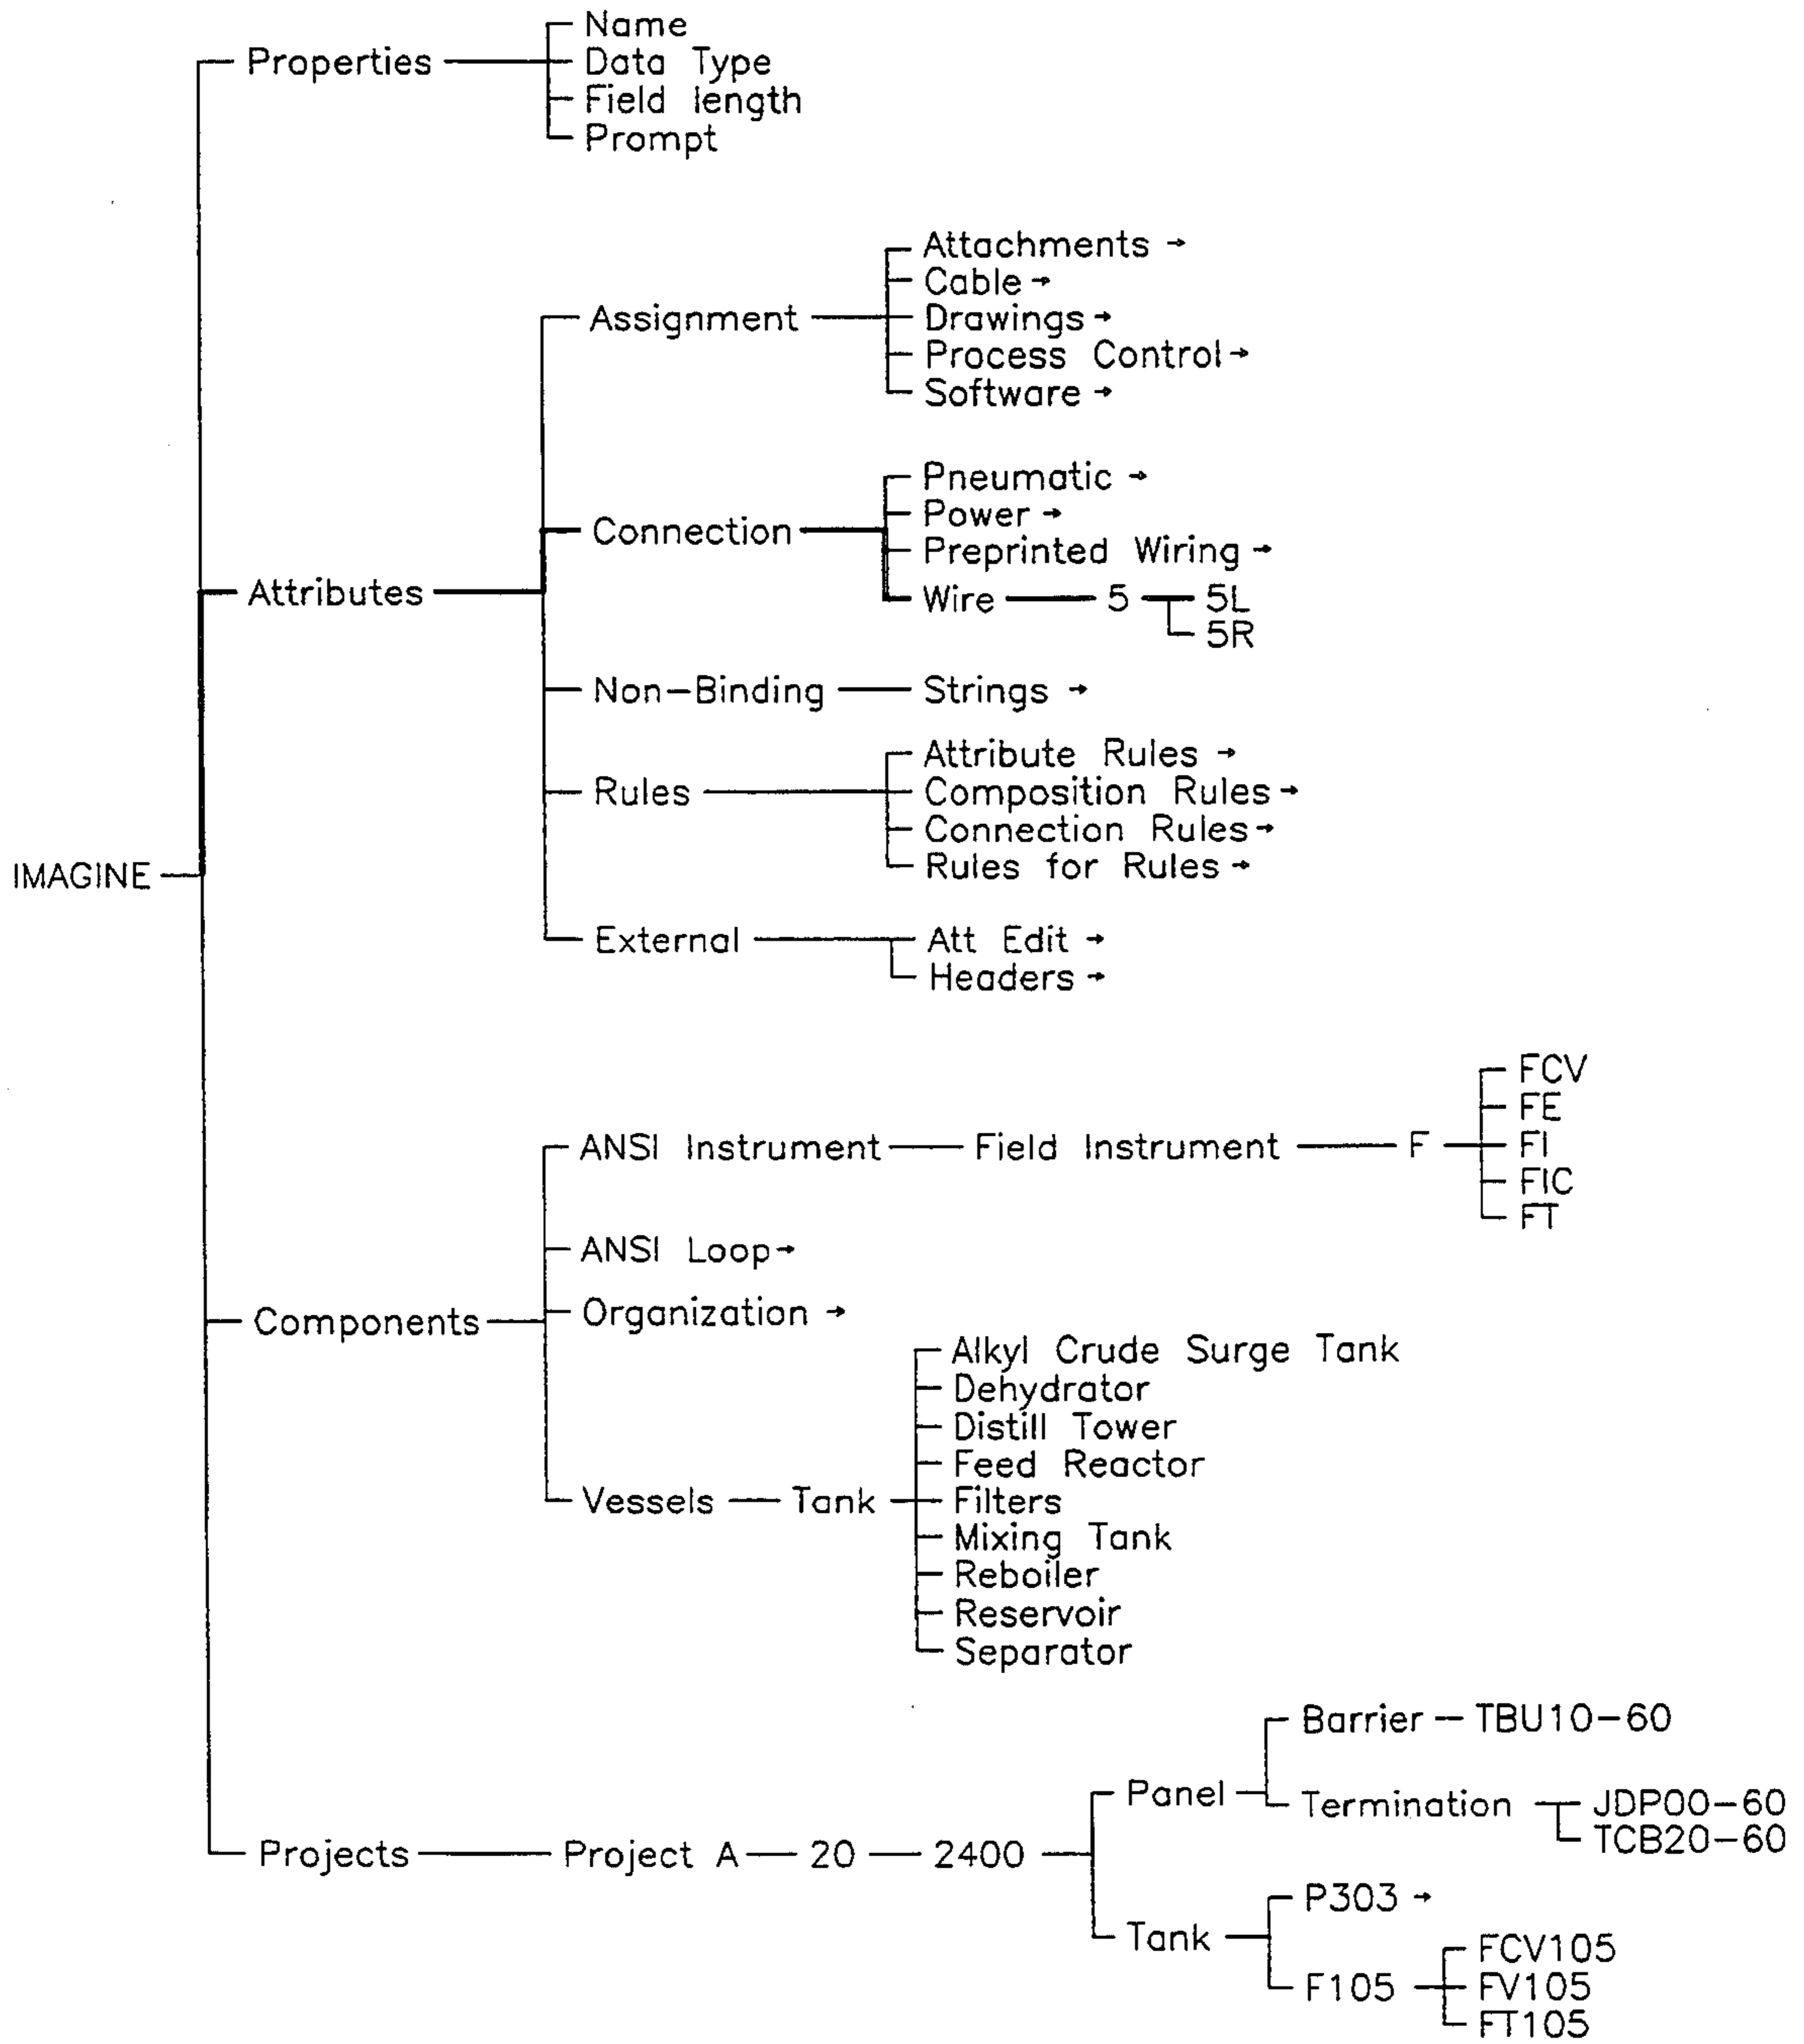 Name
Properties
Data Type
Field length
Prompt
Attachments →
Cable →
Assignment
Drawings →
Process Control →
Software →
Pneumatic →
Power →
Connection
Preprinted Wiring →
Attributes
Wire
5
5L
5R
Non-Binding
Strings →
Attribute Rules →
Rules
Composition Rules →
Connection Rules →
Rules for Rules →
IMAGINE
External
Att Edit →
Headers →
FCV
FE
ANSI Instrument
Field Instrument
F
FI
FIC
FT
ANSI Loop →
Organization →
Components
Alkyl Crude Surge Tank
Dehydrator
Distill Tower
Feed Reactor
Vessels
Tank
Filters
Mixing Tank
Reboiler
Reservoir
Separator
Barrier
TBU10-60
Panel
Termination
JDP00-60
TCB20-60
Projects
Project A
20
2400
P303 →
Tank
FCV105
F105
FV105
FT105